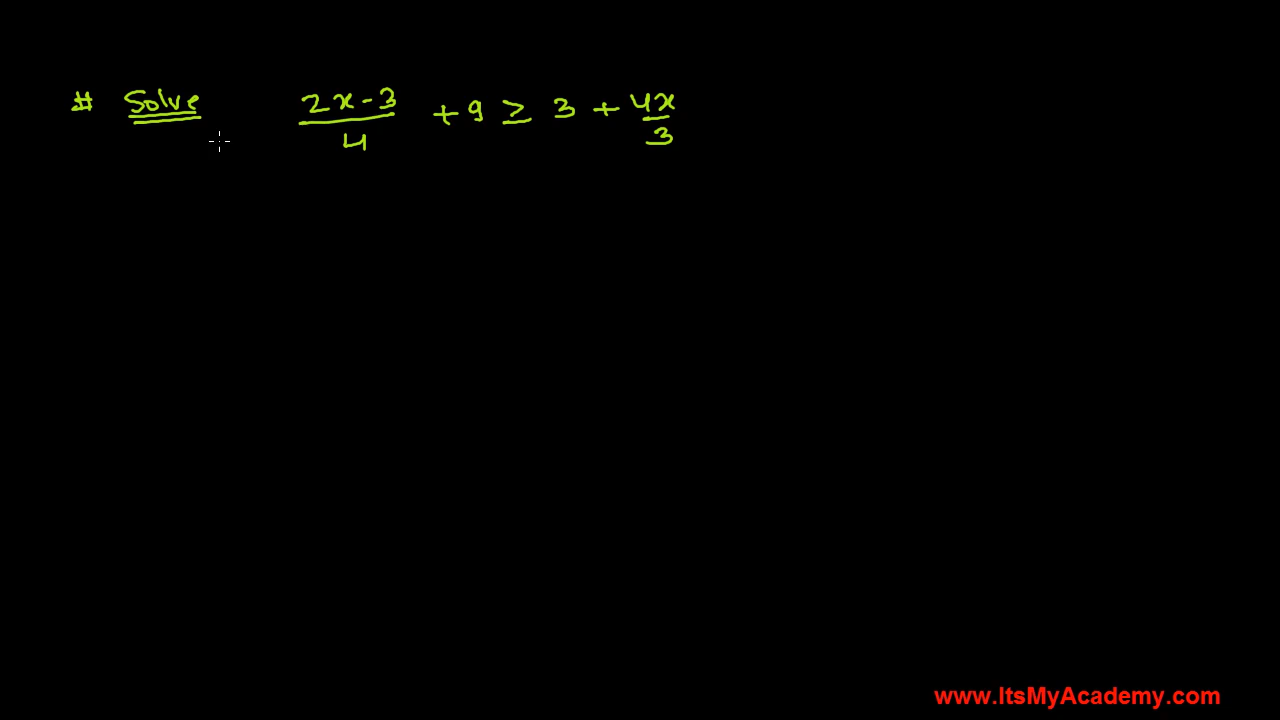 # Solve 2x-3/4 + 9 ≥ 3 + 4x/3
www.ItsMyAcademy.com